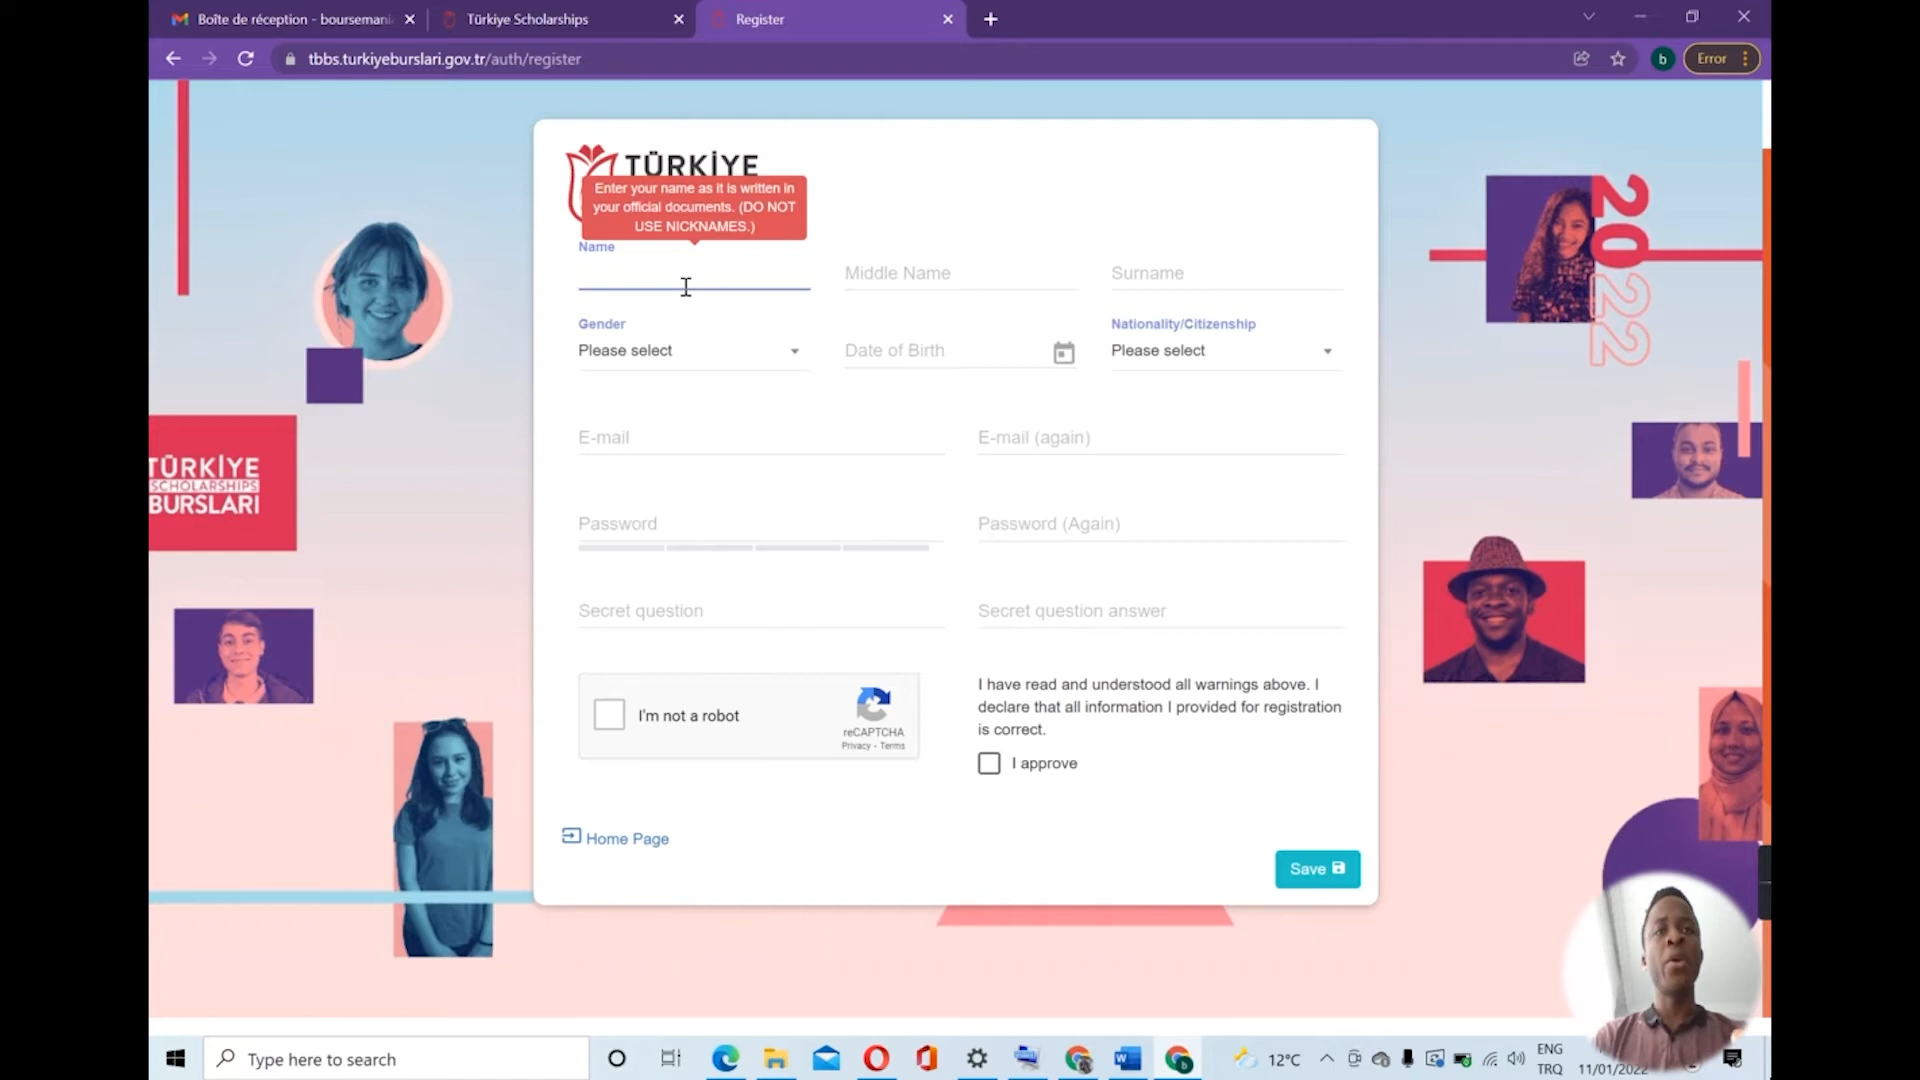 Boîte de réception - boursemani
Türkiye Scholarships
Register
tbbs.turkiyeburslari.gov.tr/auth/register
b
Error
TÜRKİYE
Enter your name as it is written in
your official documents. (DO NOT
USE NICKNAMES.)
Name
Middle Name
Surname
Gender
Please select
Date of Birth
Nationality/Citizenship
Please select
E-mail
E-mail (again)
Password
Password (Again)
Secret question
Secret question answer
I'm not a robot
reCAPTCHA
Privacy - Terms
I have read and understood all warnings above. I
declare that all information I provided for registration
is correct.
I approve
Home Page
Save
2022
TÜRKİYE
SCHOLARSHIPS
BURSLARI
Type here to search
12°C
ENG
TRQ
11/01/2022